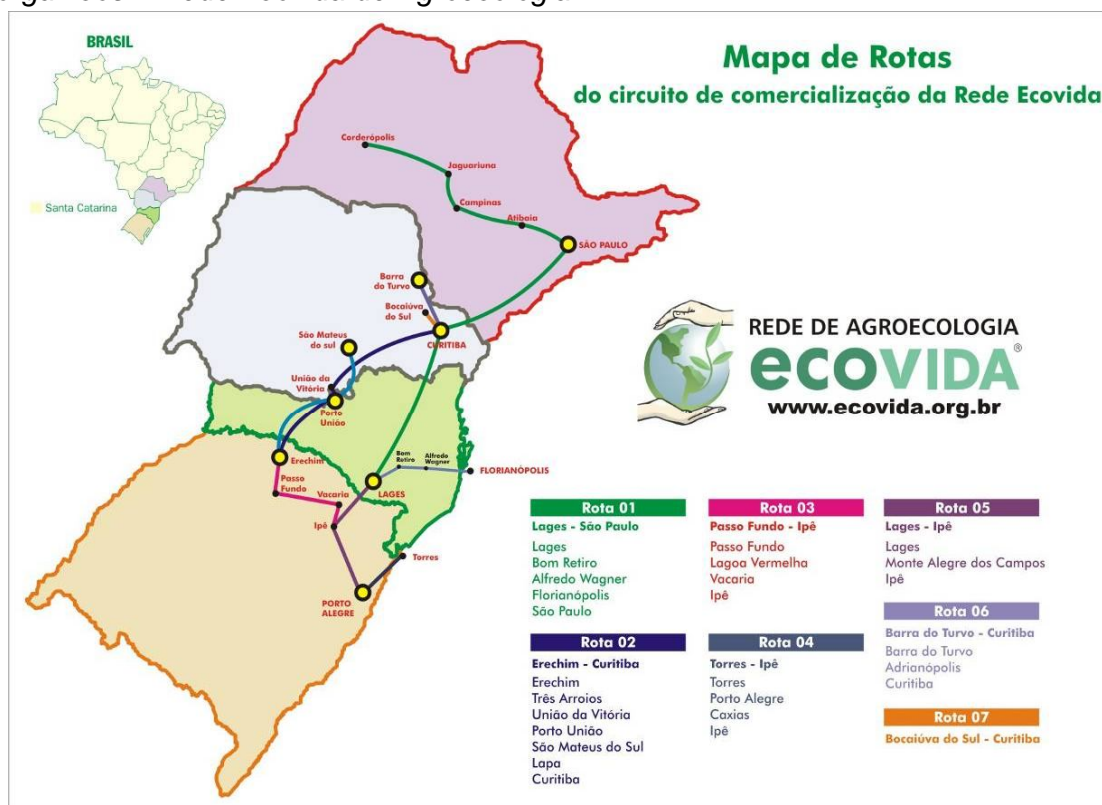 BRASIL
Santa Catarina
Mapa de Rotas
do circuito de comercialização da Rede Ecovida
Corderópolis
Jaguariuna
Campinas
Atibaia
SÃO PAULO
Barra
do Turvo
Bocaiúva
do Sul
CURITIBA
São Mateus
do sul
União da
Vitória
Porto
União
Erechim
Passo
Fundo
Vacaria
Ipê
LAGES
Bom
Retiro
Alfredo
Wagner
FLORIANÓPOLIS
Torres
PORTO
ALEGRE
REDE DE AGROECOLOGIA
ecoVIDA®
www.ecovida.org.br
Rota 01
Lages - São Paulo
Lages
Bom Retiro
Alfredo Wagner
Florianópolis
São Paulo
Rota 02
Erechim - Curitiba
Erechim
Três Arroios
União da Vitória
Porto União
São Mateus do Sul
Lapa
Curitiba
Rota 03
Passo Fundo - Ipê
Passo Fundo
Lagoa Vermelha
Vacaria
Ipê
Rota 04
Torres - Ipê
Torres
Porto Alegre
Caxias
Ipê
Rota 05
Lages - Ipê
Lages
Monte Alegre dos Campos
Ipê
Rota 06
Barra do Turvo - Curitiba
Barra do Turvo
Adrianópolis
Curitiba
Rota 07
Bocaiúva do Sul - Curitiba